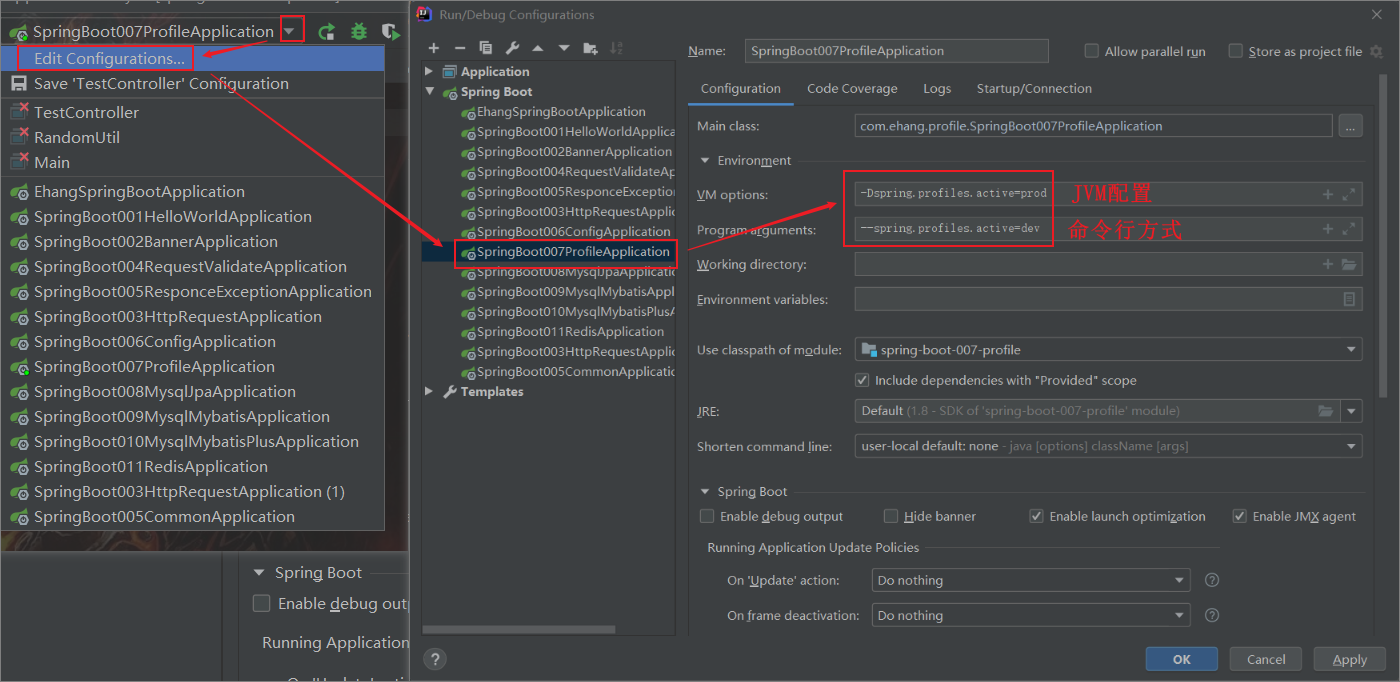 SpringBoot007ProfileApplication
Edit Configurations...
Save 'TestController' Configuration
TestController
RandomUtil
Main
EhangSpringBootApplication
SpringBoot001HelloWorldApplication
SpringBoot002BannerApplication
SpringBoot004RequestValidateApplication
SpringBoot005ResponceExceptionApplication
SpringBoot003HttpRequestApplication
SpringBoot006ConfigApplication
SpringBoot007ProfileApplication
SpringBoot008MysqlJpaApplication
SpringBoot009MysqlMybatisApplication
SpringBoot010MysqlMybatisPlusApplication
SpringBoot011RedisApplication
SpringBoot003HttpRequestApplication (1)
SpringBoot005CommonApplication
Spring Boot
Enable debug out
Running Application
Run/Debug Configurations
Application
Spring Boot
EhangSpringBootApplication
SpringBoot001HelloWorldApplica
SpringBoot002BannerApplication
SpringBoot004RequestValidateAp
SpringBoot005ResponceException
SpringBoot003HttpRequestApplic
SpringBoot006ConfigApplication
SpringBoot007ProfileApplication
SpringBoot008MysqlJpaApplicatio
SpringBoot009MysqlMybatisAppl
SpringBoot010MysqlMybatisPlusA
SpringBoot011RedisApplication
SpringBoot003HttpRequestApplic
SpringBoot005CommonApplicatic
Templates
Name: SpringBoot007ProfileApplication Allow parallel run Store as project file
Configuration Code Coverage Logs Startup/Connection
Main class: com.ehang.profile.SpringBoot007ProfileApplication ...
Environment
VM options: -Dspring.profiles.active=prod JVM配置
Program arguments: --spring.profiles.active=dev 命令行方式
Working directory:
Environment variables:
Use classpath of module: spring-boot-007-profile
Include dependencies with "Provided" scope
JRE: Default (1.8 - SDK of 'spring-boot-007-profile' module)
Shorten command line: user-local default: none - java [options] className [args]
Spring Boot
Enable debug output Hide banner Enable launch optimization Enable JMX agent
Running Application Update Policies
On 'Update' action: Do nothing ?
On frame deactivation: Do nothing ?
? OK Cancel Apply